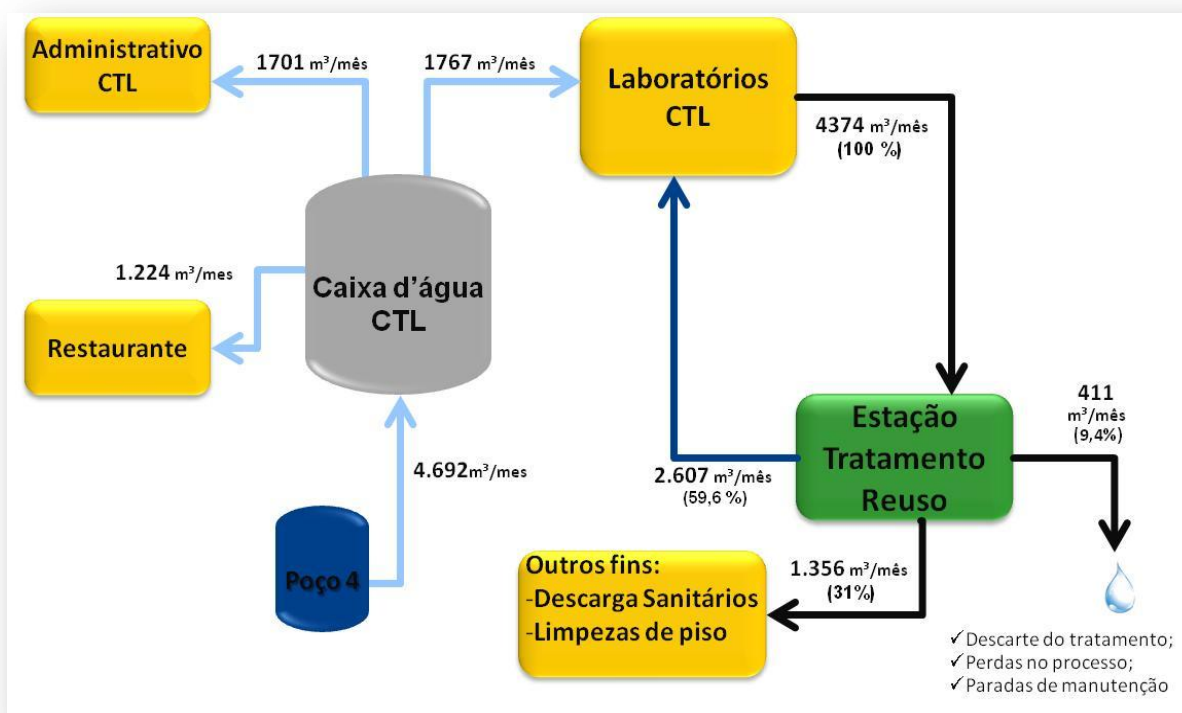 Administrativo
CTL
1701 m³/mês
1767 m³/mês
Laboratórios
CTL
4374 m³/mês
(100 %)
1.224 m³/mes
Restaurante
Caixa d'água
CTL
4.692m³/mes
Poço 4
2.607 m³/mês
(59,6 %)
Estação
Tratamento
Reuso
411
m³/mês
(9,4%)
1.356 m³/mês
(31%)
Outros fins:
-Descarga Sanitários
-Limpezas de piso
✓Descarte do tratamento;
✓Perdas no processo;
✓Paradas de manutenção